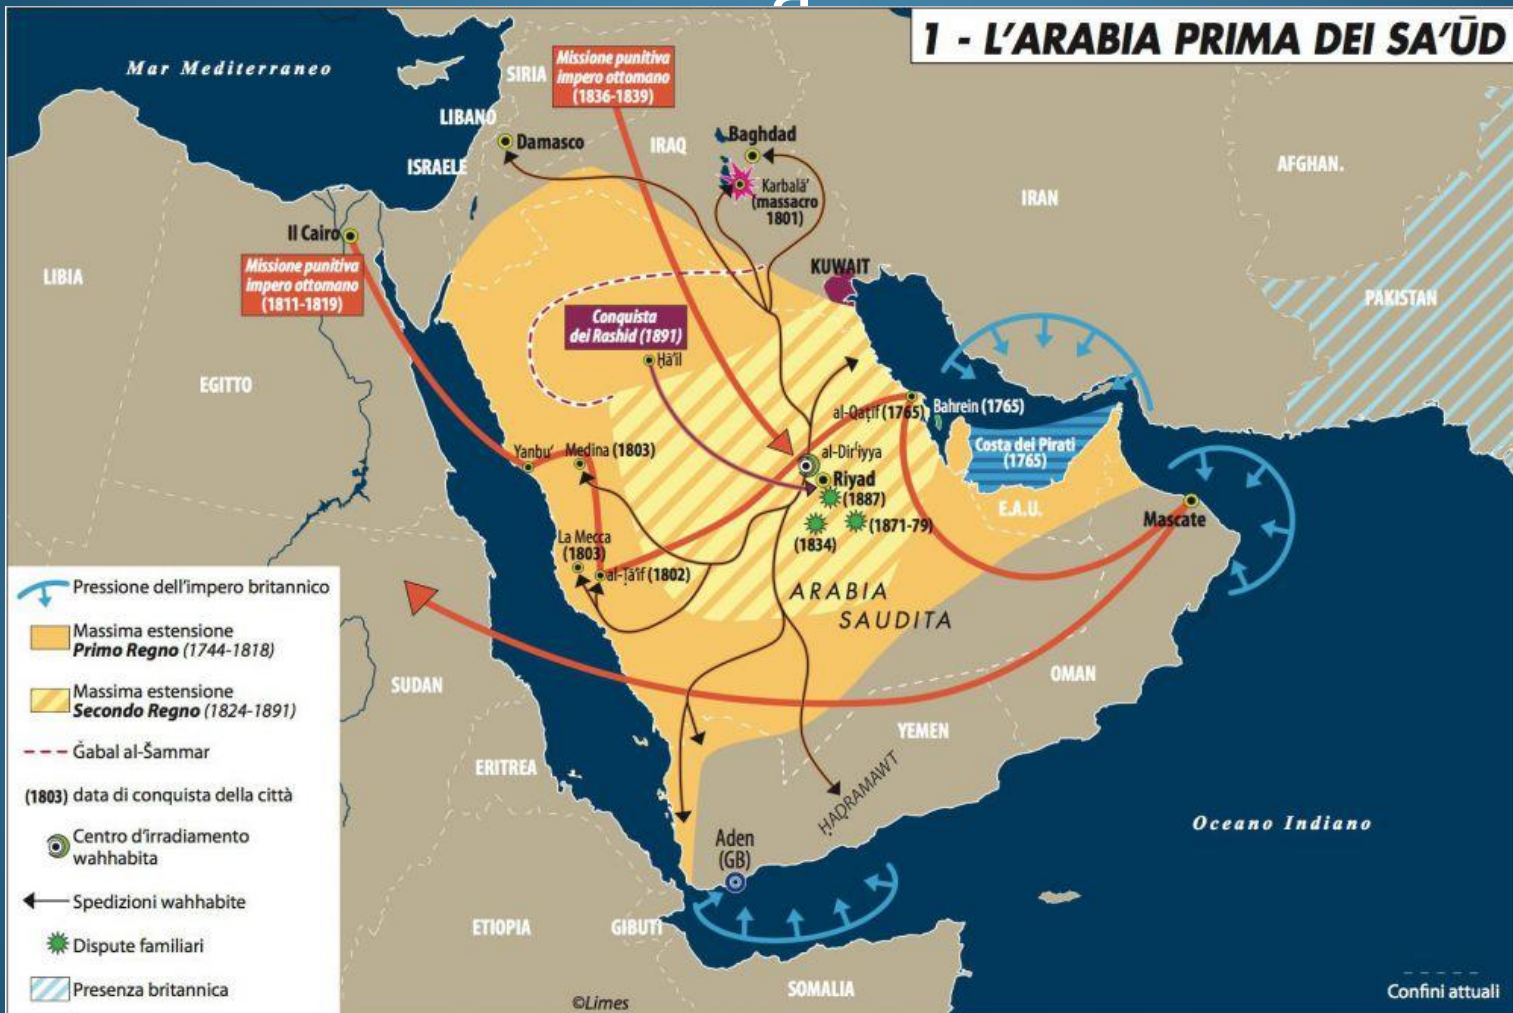 1 - L'ARABIA PRIMA DEI SA'ŪD
Mar Mediterraneo
SIRIA
Missione punitiva
impero ottomano
(1836-1839)
LIBANO
Damasco
ISRAELE
IRAQ
Baghdad
Karbalā'
(massacro
1801)
AFGHAN.
IRAN
Il Cairo
Missione punitiva
impero ottomano
(1811-1819)
LIBIA
KUWAIT
PAKISTAN
Conquista
dei Rashid (1891)
Ḥā'il
EGITTO
al-Qaṭīf (1765)
Bahrein (1765)
Costa dei Pirati
(1765)
Yanbu'
Medina (1803)
al-Dir'iyya
Riyad
(1887)
(1871-79)
(1834)
E.A.U.
Mascate
La Mecca
(1803)
al-Ṭā'if (1802)
ARABIA
SAUDITA
OMAN
SUDAN
YEMEN
ERITREA
ḤAḌRAMAWT
Oceano Indiano
Aden
(GB)
ETIOPIA
GIBUTI
SOMALIA
Pressione dell'impero britannico
Massima estensione
Primo Regno (1744-1818)
Massima estensione
Secondo Regno (1824-1891)
Ǧabal al-Šammar
(1803) data di conquista della città
Centro d'irradiamento
wahhabita
Spedizioni wahhabite
Dispute familiari
Presenza britannica
©Limes
Confini attuali